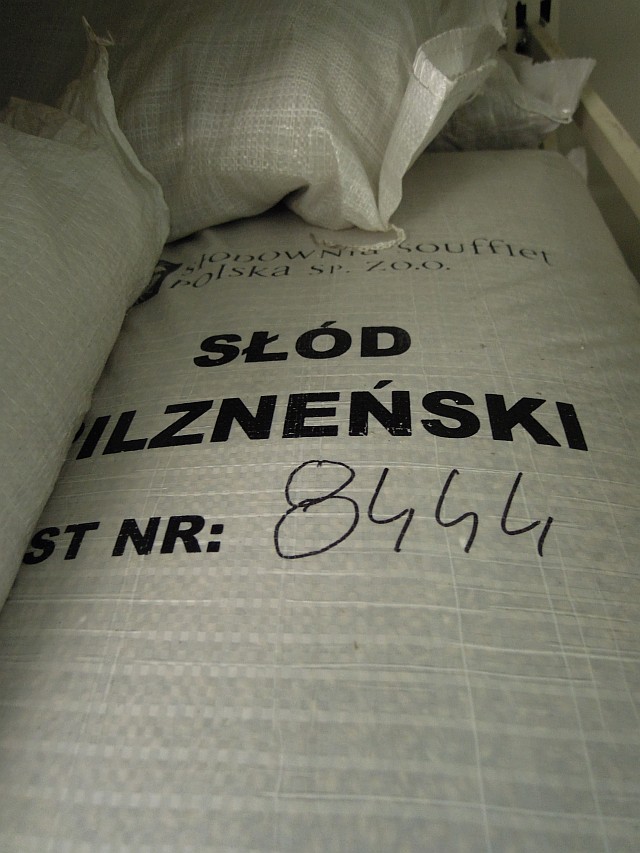 Słodownia Soufflet
Polska Sp. z o.o.
SŁÓD
PILZNEŃSKI
ST NR: 8444